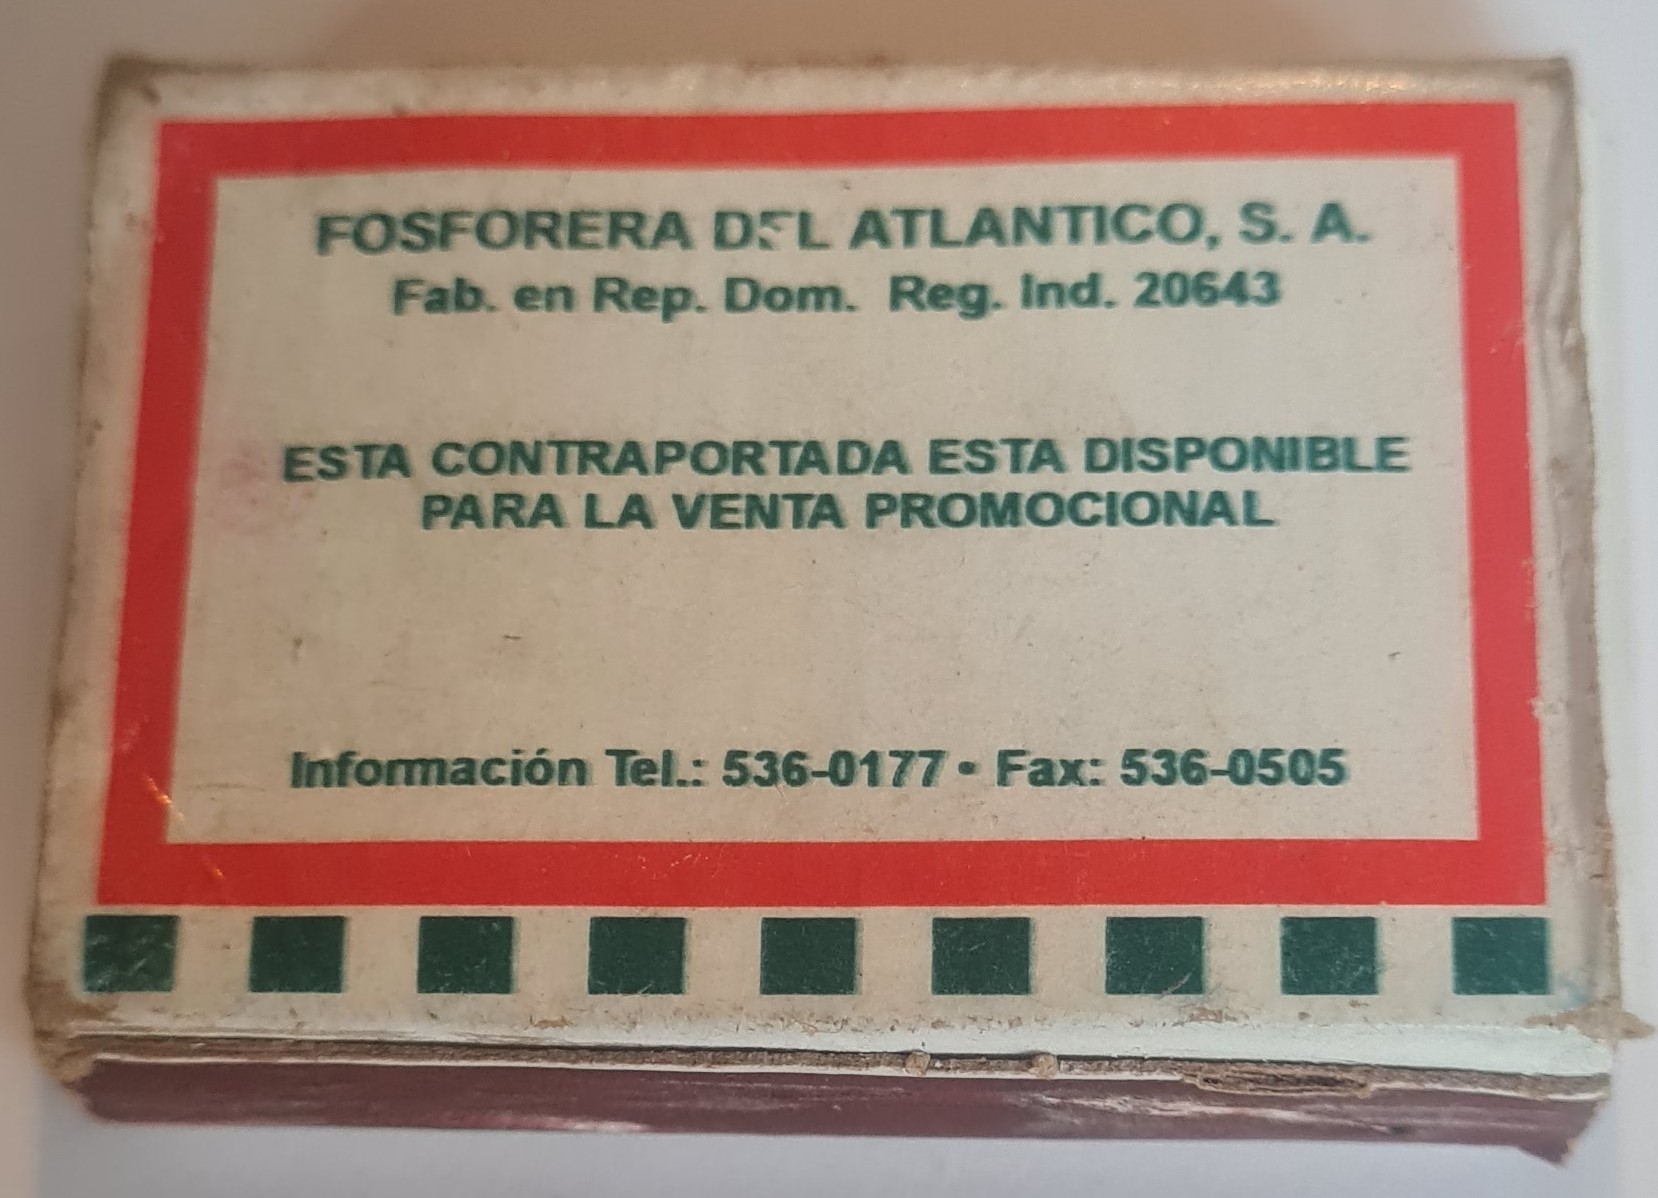 FOSFORERA DEL ATLANTICO, S. A.
Fab. en Rep. Dom. Reg. Ind. 20643
ESTA CONTRAPORTADA ESTA DISPONIBLE
PARA LA VENTA PROMOCIONAL
Información Tel.: 536-0177 • Fax: 536-0505